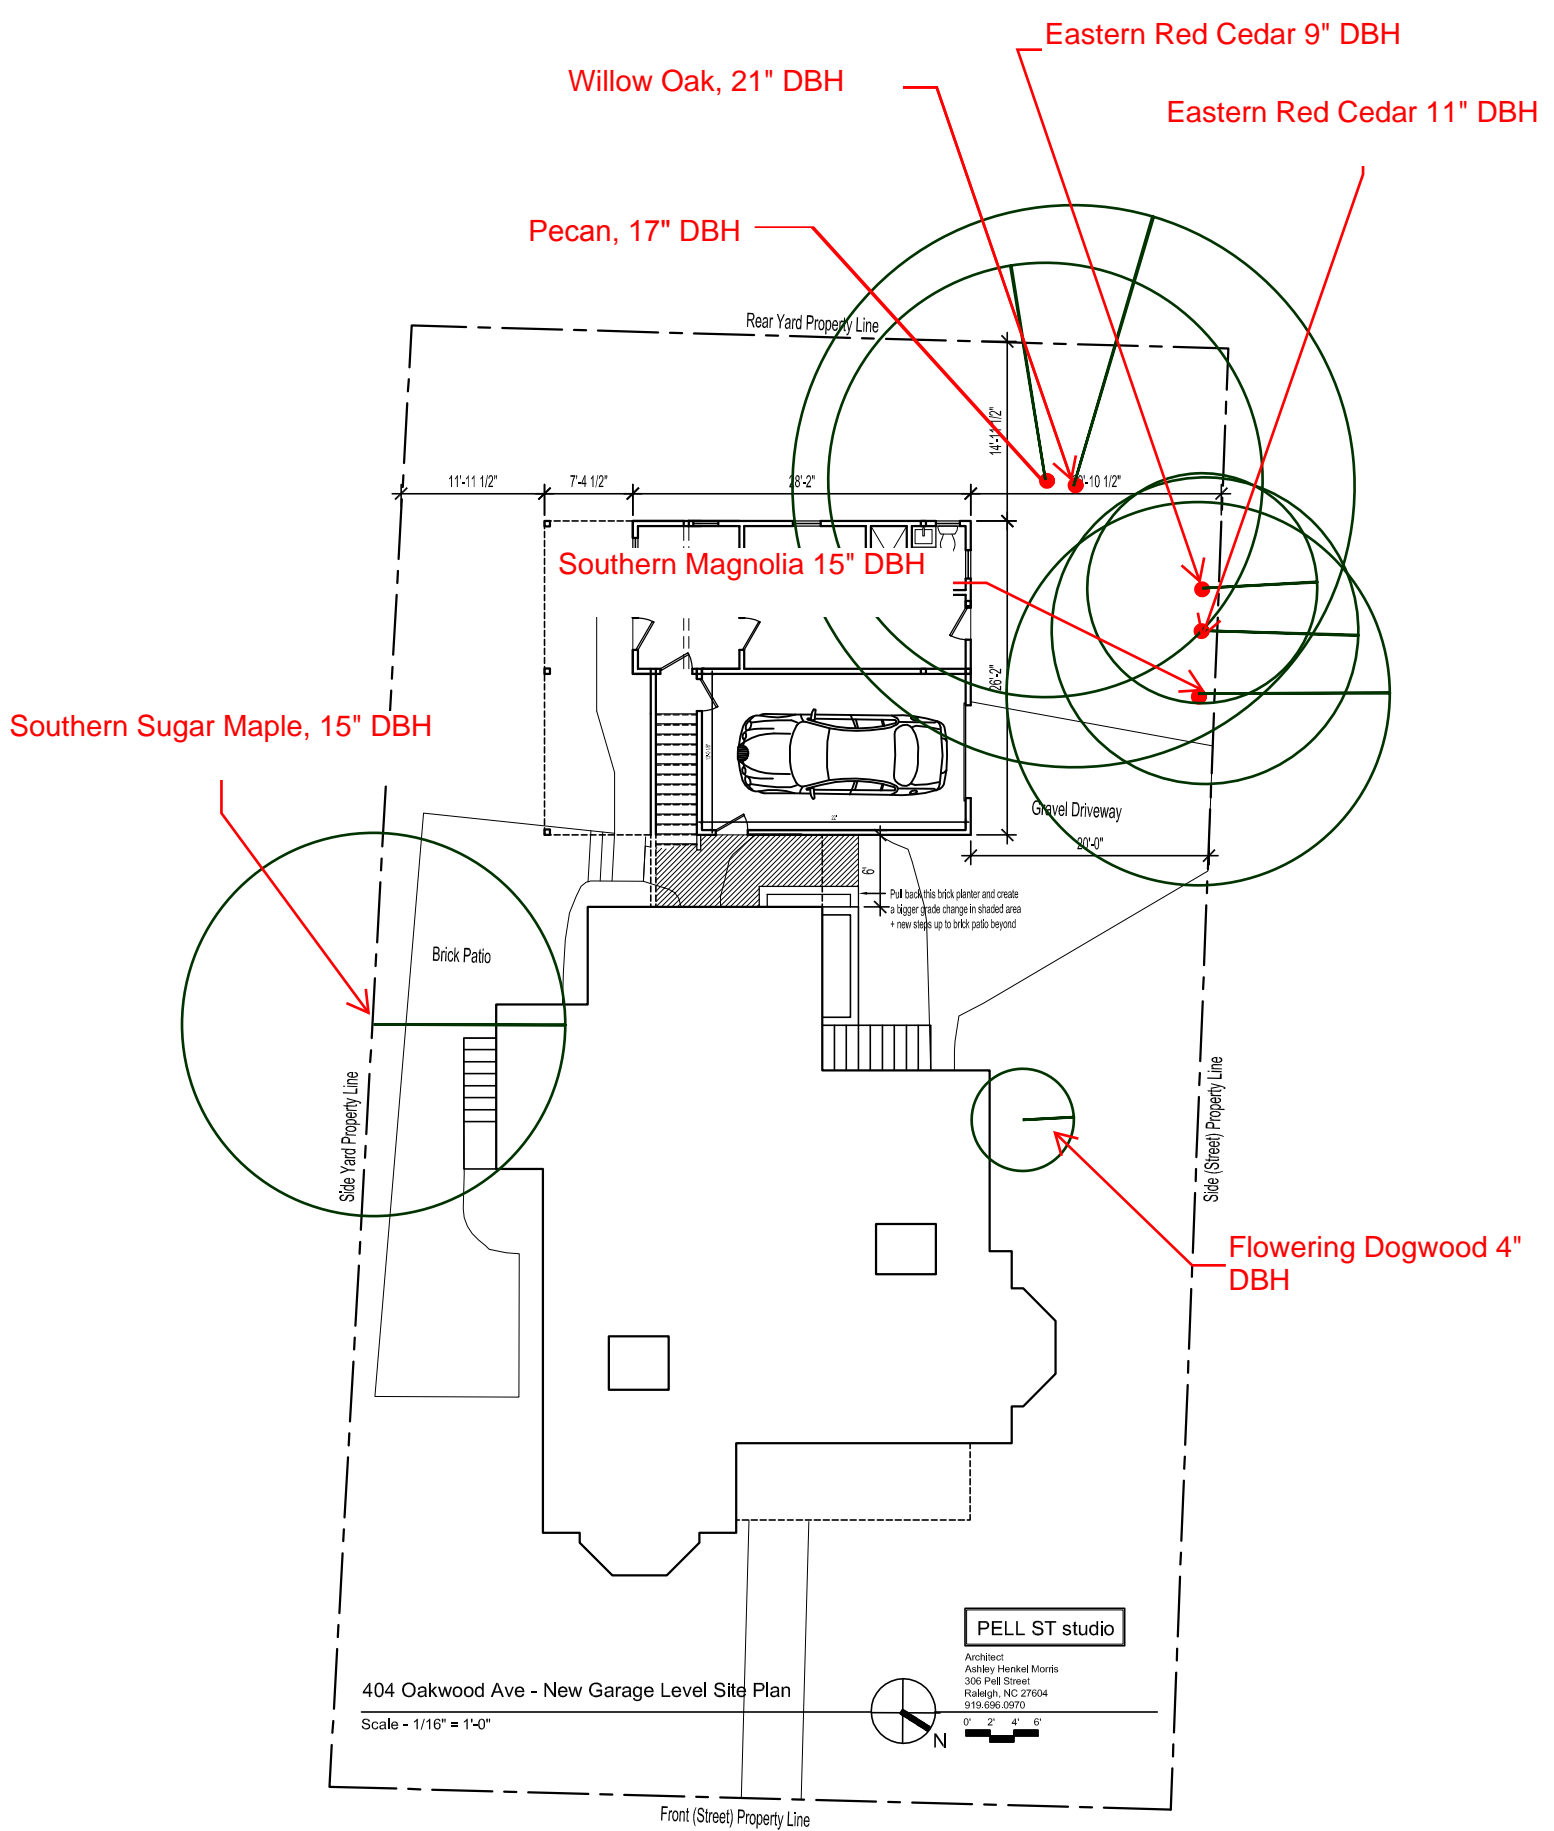 Eastern Red Cedar 9" DBH
Willow Oak, 21" DBH
Eastern Red Cedar 11" DBH
Pecan, 17" DBH
Rear Yard Property Line
14'-11 1/2"
11'-11 1/2"
7'-4 1/2"
28'-2"
'-10 1/2"
Southern Magnolia 15" DBH
26'-2"
Southern Sugar Maple, 15" DBH
22'
Gravel Driveway
20'-0"
6'
Pull back this brick planter and create
a bigger grade change in shaded area
+ new steps up to brick patio beyond
Brick Patio
Side Yard Property Line
Side (Street) Property Line
Flowering Dogwood 4"
DBH
PELL ST studio
Architect
Ashley Henkel Morris
306 Pell Street
Raleigh, NC 27604
919.696.0970
0' 2' 4' 6'
404 Oakwood Ave - New Garage Level Site Plan
Scale - 1/16" = 1'-0"
N
Front (Street) Property Line